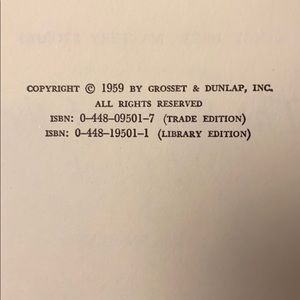 COPYRIGHT © 1959 BY GROSSET & DUNLAP, INC.
ALL RIGHTS RESERVED
ISBN: 0-448-09501-7 (TRADE EDITION)
ISBN: 0-448-19501-1 (LIBRARY EDITION)